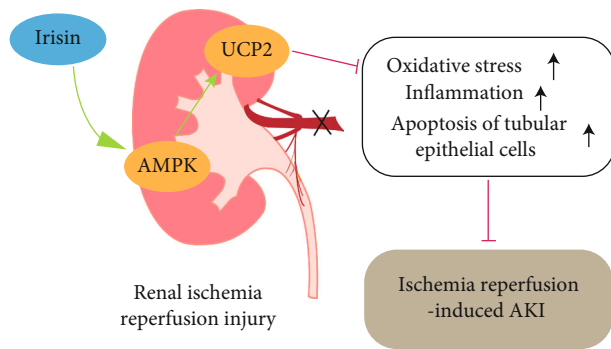 Irisin
UCP2
AMPK
Oxidative stress
Inflammation
Apoptosis of tubular
epithelial cells
Renal ischemia
reperfusion injury
Ischemia reperfusion
-induced AKI